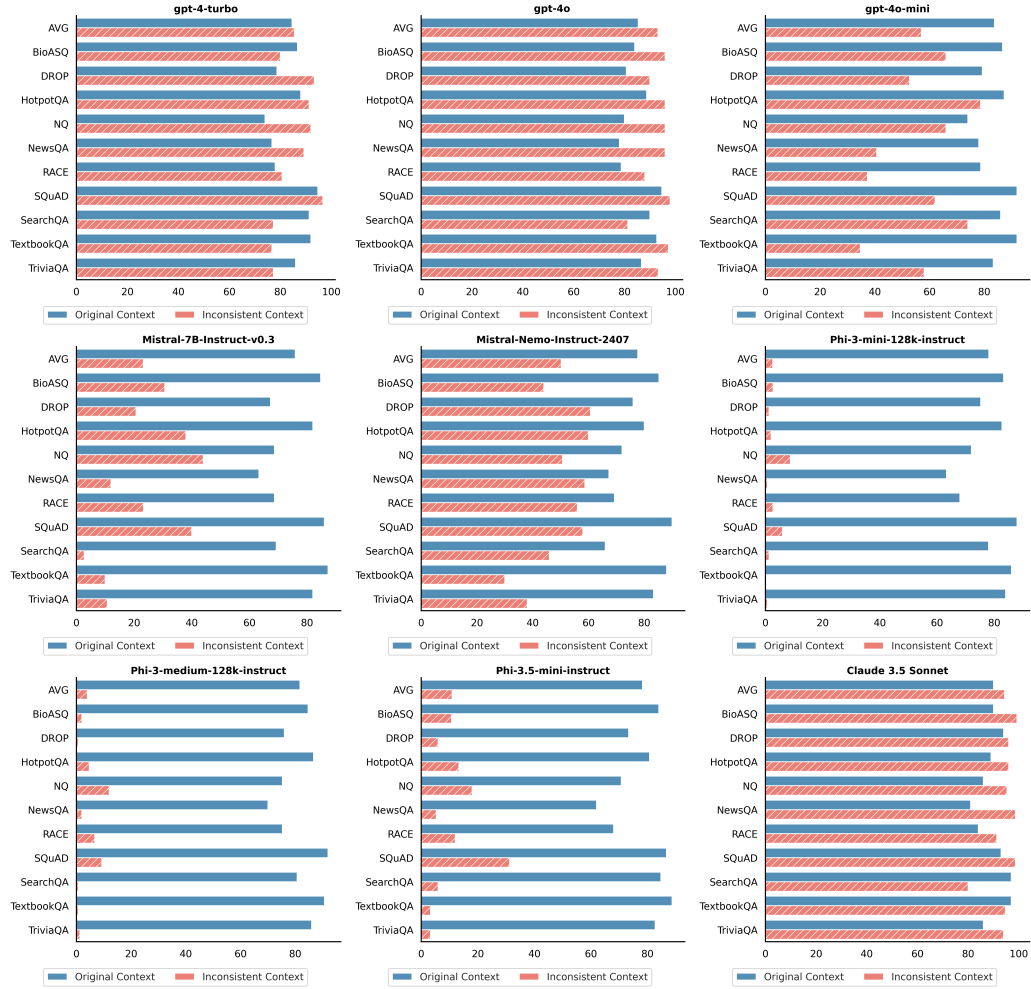 gpt-4-turbo
AVG
BioASQ
DROP
HotpotQA
NQ
NewsQA
RACE
SQuAD
SearchQA
TextbookQA
TriviaQA
0 20 40 60 80 100
Original Context Inconsistent Context
gpt-4o
AVG
BioASQ
DROP
HotpotQA
NQ
NewsQA
RACE
SQuAD
SearchQA
TextbookQA
TriviaQA
0 20 40 60 80 100
Original Context Inconsistent Context
gpt-4o-mini
AVG
BioASQ
DROP
HotpotQA
NQ
NewsQA
RACE
SQuAD
SearchQA
TextbookQA
TriviaQA
0 20 40 60 80
Original Context Inconsistent Context
Mistral-7B-Instruct-v0.3
AVG
BioASQ
DROP
HotpotQA
NQ
NewsQA
RACE
SQuAD
SearchQA
TextbookQA
TriviaQA
0 20 40 60 80
Original Context Inconsistent Context
Mistral-Nemo-Instruct-2407
AVG
BioASQ
DROP
HotpotQA
NQ
NewsQA
RACE
SQuAD
SearchQA
TextbookQA
TriviaQA
0 20 40 60 80
Original Context Inconsistent Context
Phi-3-mini-128k-instruct
AVG
BioASQ
DROP
HotpotQA
NQ
NewsQA
RACE
SQuAD
SearchQA
TextbookQA
TriviaQA
0 20 40 60 80
Original Context Inconsistent Context
Phi-3-medium-128k-instruct
AVG
BioASQ
DROP
HotpotQA
NQ
NewsQA
RACE
SQuAD
SearchQA
TextbookQA
TriviaQA
0 20 40 60 80
Original Context Inconsistent Context
Phi-3.5-mini-instruct
AVG
BioASQ
DROP
HotpotQA
NQ
NewsQA
RACE
SQuAD
SearchQA
TextbookQA
TriviaQA
0 20 40 60 80
Original Context Inconsistent Context
Claude 3.5 Sonnet
AVG
BioASQ
DROP
HotpotQA
NQ
NewsQA
RACE
SQuAD
SearchQA
TextbookQA
TriviaQA
0 20 40 60 80 100
Original Context Inconsistent Context